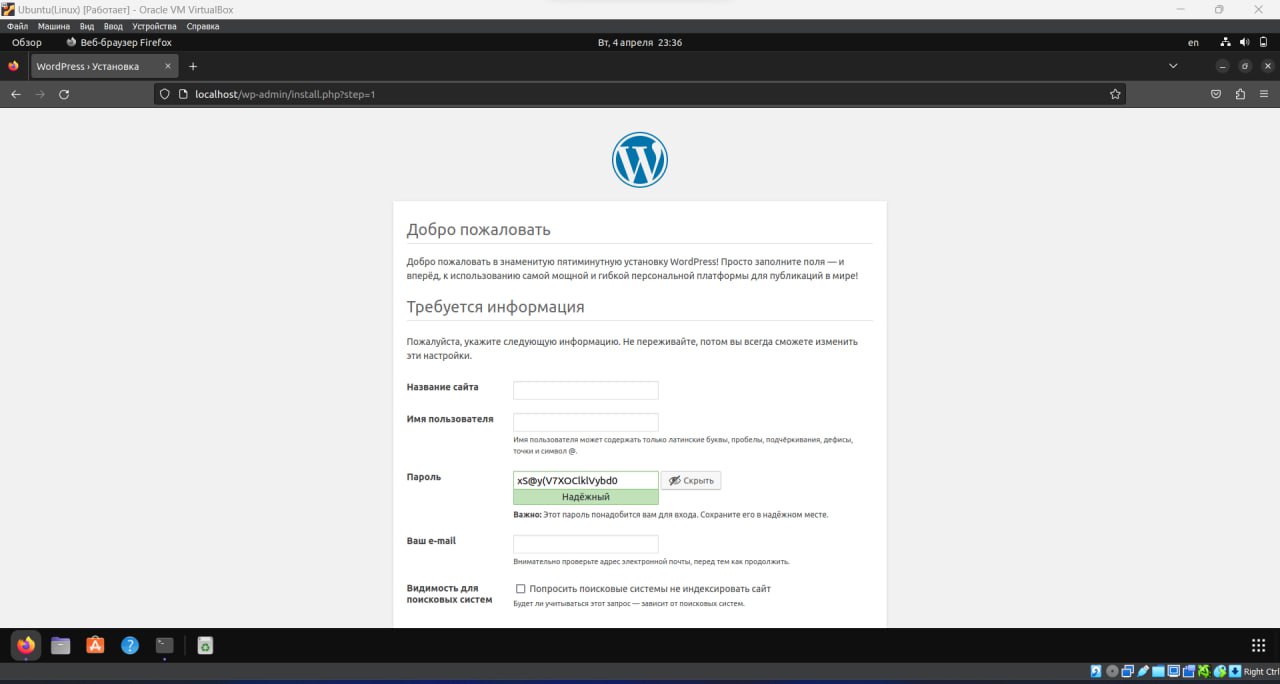 Ubuntu(Linux) [Работает] - Oracle VM VirtualBox
Файл Машина Вид Ввод Устройства Справка
Обзор Веб-браузер Firefox Вт, 4 апреля 23:36 en
WordPress › Установка
localhost/wp-admin/install.php?step=1
Добро пожаловать
Добро пожаловать в знаменитую пятиминутную установку WordPress! Просто заполните поля — и
вперёд, к использованию самой мощной и гибкой персональной платформы для публикаций в мире!
Требуется информация
Пожалуйста, укажите следующую информацию. Не переживайте, потом вы всегда сможете изменить
эти настройки.
Название сайта
Имя пользователя
Имя пользователя может содержать только латинские буквы, пробелы, подчёркивания, дефисы,
точки и символ @.
Пароль xS@y(V7XOClklVybd0 Скрыть
Надёжный
Важно: Этот пароль понадобится вам для входа. Сохраните его в надёжном месте.
Ваш e-mail
Внимательно проверьте адрес электронной почты, перед тем как продолжить.
Видимость для
поисковых систем
Попросить поисковые системы не индексировать сайт
Будет ли учитываться этот запрос — зависит от поисковых систем.
Right Ctrl